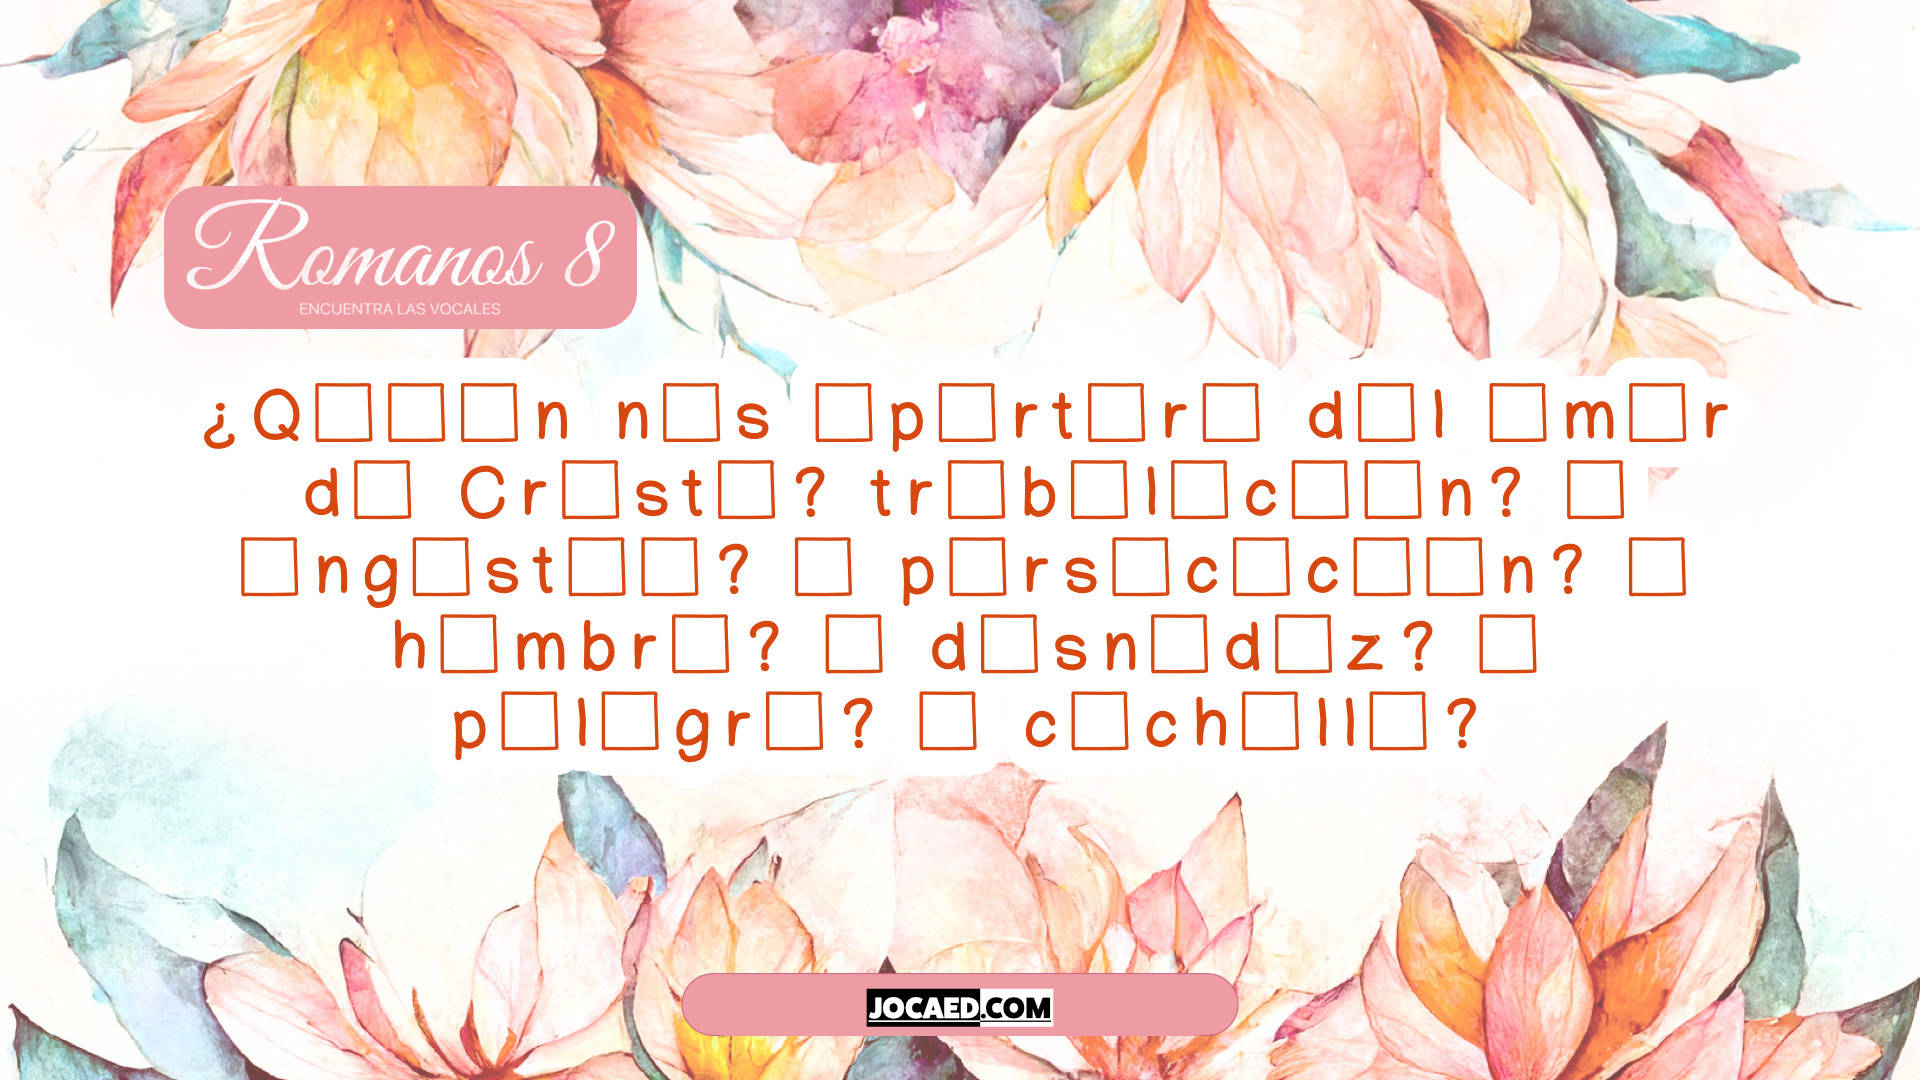 Romanos 8
ENCUENTRA LAS VOCALES
¿Q□□□n n□s □p□rt□r□ d□l □m□r
d□ Cr□st□? tr□b□l□c□□n? □
□ng□st□□? □ p□rs□c□c□□n? □
h□mbr□? □ d□sn□d□z? □
p□l□gr□? □ c□ch□ll□?
JOCAED.COM